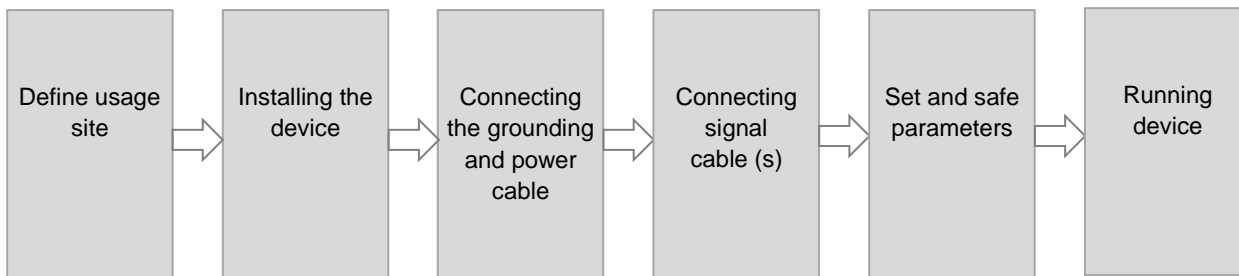 Define usage
site
Installing the
device
Connecting
the grounding
and power
cable
Connecting
signal
cable (s)
Set and safe
parameters
Running
device